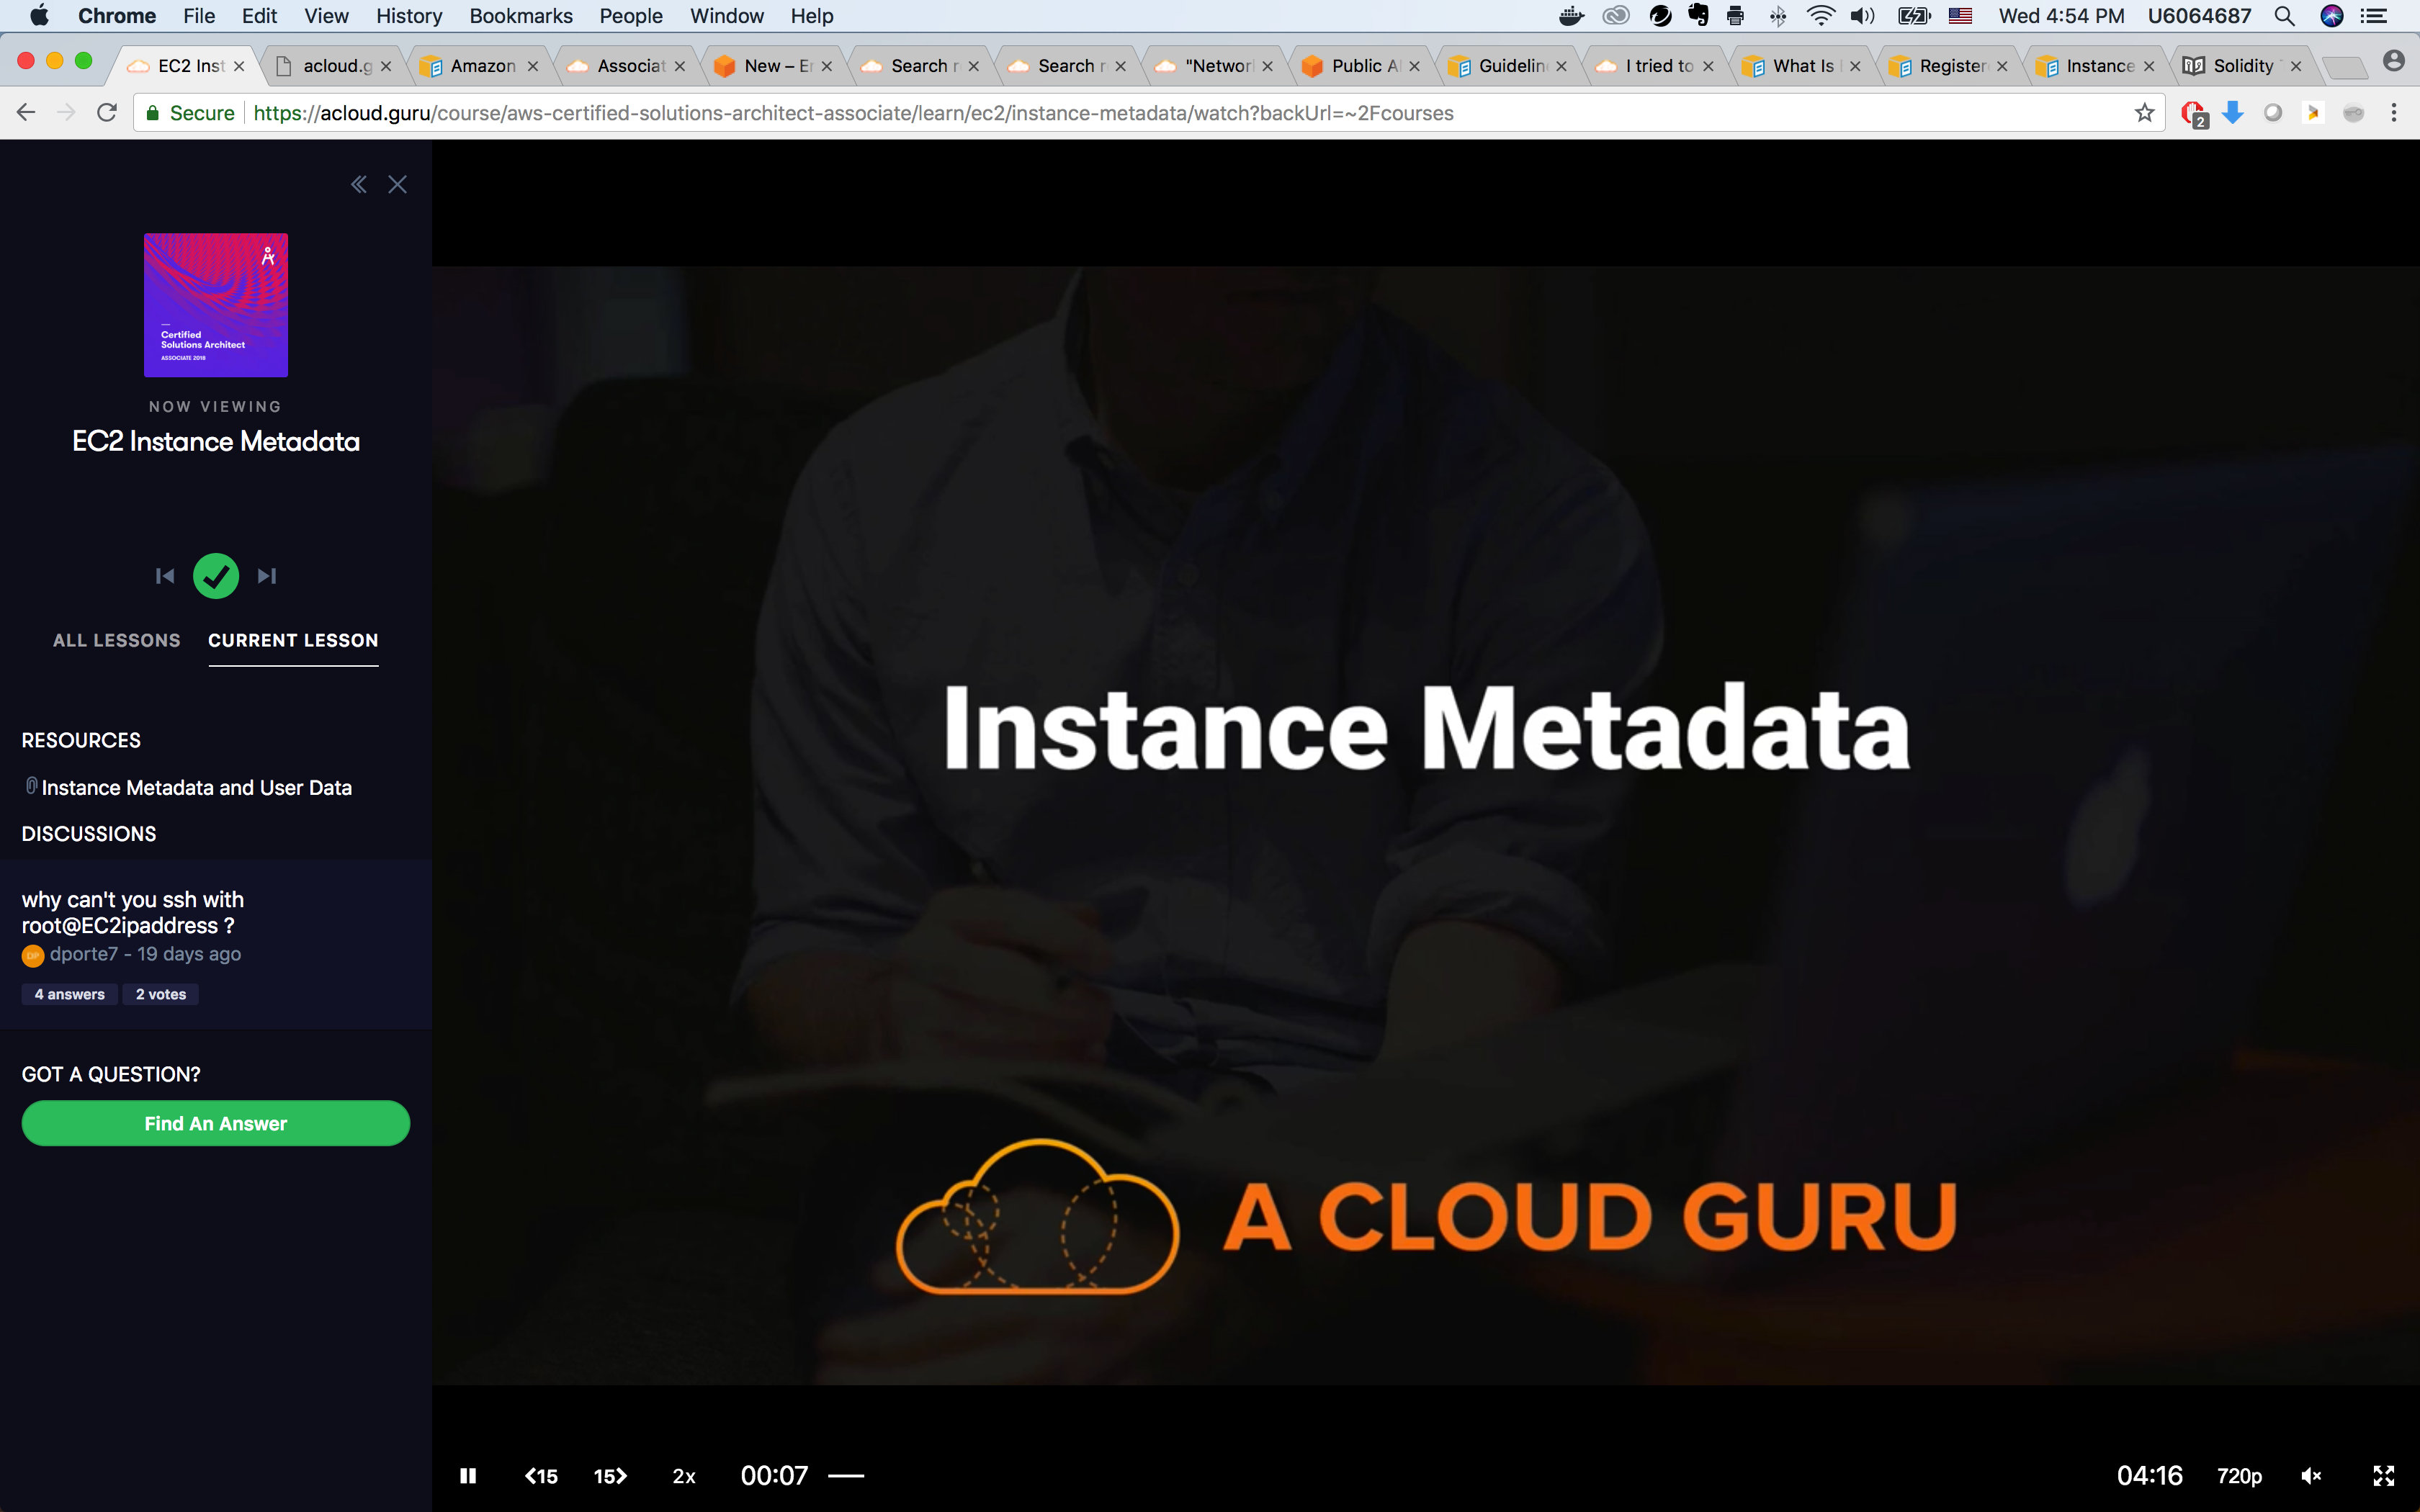 Chrome File Edit View History Bookmarks People Window Help Wed 4:54 PM U6064687
EC2 Inst acloud.g Amazon Associat New – E Search r Search r "Networ Public A Guidelin I tried to What Is Register Instance Solidity
Secure https://acloud.guru/course/aws-certified-solutions-architect-associate/learn/ec2/instance-metadata/watch?backUrl=~2Fcourses 2
Certified
Solutions Architect
ASSOCIATE 2018
NOW VIEWING
EC2 Instance Metadata
ALL LESSONS CURRENT LESSON
RESOURCES
Instance Metadata and User Data
DISCUSSIONS
why can't you ssh with
root@EC2ipaddress ?
DP dporte7 - 19 days ago
4 answers 2 votes
GOT A QUESTION?
Find An Answer
Instance Metadata
A CLOUD GURU
15 15 2x 00:07 04:16 720p